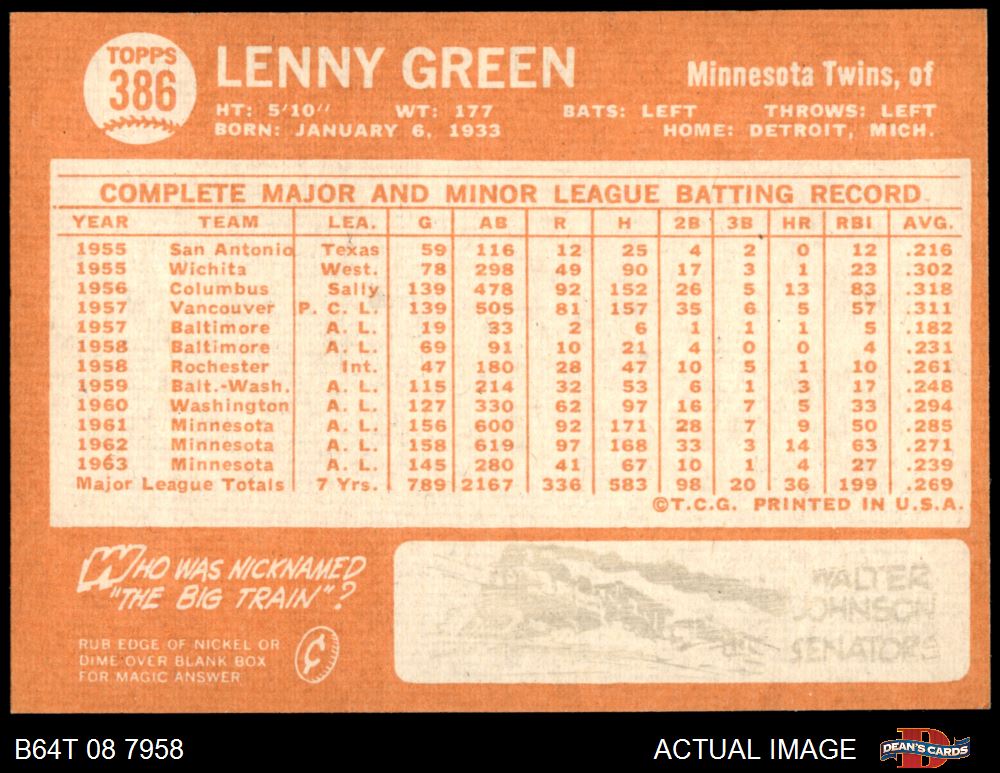 TOPPS
386
LENNY GREEN
Minnesota Twins, of
HT: 5'10" WT: 177 BATS: LEFT THROWS: LEFT
BORN: JANUARY 6, 1933 HOME: DETROIT, MICH.
COMPLETE MAJOR AND MINOR LEAGUE BATTING RECORD
YEAR TEAM LEA. G AB R H 2B 3B HR RBI AVG.
1955 San Antonio Texas 59 116 12 25 4 2 0 12 .216
1955 Wichita West. 78 298 49 90 17 3 1 23 .302
1956 Columbus Sally 139 478 92 152 26 5 13 83 .318
1957 Vancouver P. C. L. 139 505 81 157 35 6 5 57 .311
1957 Baltimore A. L. 19 33 2 6 1 1 1 5 .182
1958 Baltimore A. L. 69 91 10 21 4 0 0 4 .231
1958 Rochester Int. 47 180 28 47 10 5 1 10 .261
1959 Balt.-Wash. A. L. 115 214 32 53 6 1 3 17 .248
1960 Washington A. L. 127 330 62 97 16 7 5 33 .294
1961 Minnesota A. L. 156 600 92 171 28 7 9 50 .285
1962 Minnesota A. L. 158 619 97 168 33 3 14 63 .271
1963 Minnesota A. L. 145 280 41 67 10 1 4 27 .239
Major League Totals 7 Yrs. 789 2167 336 583 98 20 36 199 .269
©T.C.G. PRINTED IN U.S.A.
WHO WAS NICKNAMED
"THE BIG TRAIN"?
RUB EDGE OF NICKEL OR
DIME OVER BLANK BOX
FOR MAGIC ANSWER
¢
WALTER
JOHNSON
SENATORS
B64T 08 7958
ACTUAL IMAGE
DEAN'S CARDS